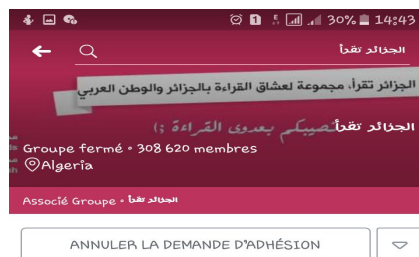 30% 14:43
الجزائر تقرأ
الجزائر تقرأ، مجموعة لعشاق القراءة بالجزائر والوطن العربي
الجزائر تقرأ تصيبكم بعدوى القراءة ;)
Groupe fermé • 308 620 membres
Algeria
Associé Groupe • الجزائر تقرأ
ANNULER LA DEMANDE D'ADHÉSION